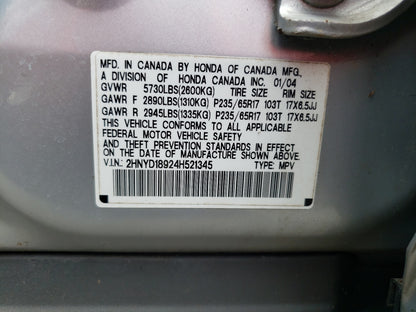 MFD. IN CANADA BY HONDA OF CANADA MFG.,
A DIVISION OF HONDA CANADA INC. 01/04
GVWR 5730LBS(2600KG) TIRE SIZE RIM SIZE
GAWR F 2890LBS(1310KG) P235/65R17 103T 17X6.5JJ
GAWR R 2945LBS(1335KG) P235/65R17 103T 17X6.5JJ
THIS VEHICLE CONFORMS TO ALL APPLICABLE
FEDERAL MOTOR VEHICLE SAFETY
AND THEFT PREVENTION STANDARDS IN EFFECT
ON THE DATE OF MANUFACTURE SHOWN ABOVE.
V.I.N.: 2HNYD18924H521345 TYPE: MPV